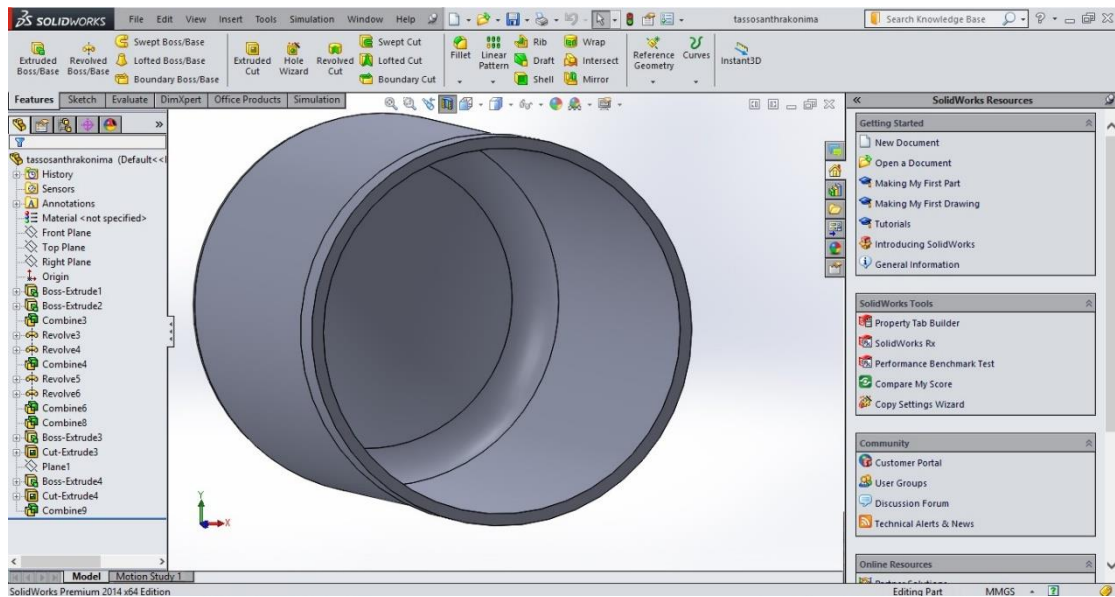 SOLIDWORKS File Edit View Insert Tools Simulation Window Help tassosanthrakonima Search Knowledge Base
Extruded Boss/Base
Revolved Boss/Base
Swept Boss/Base
Lofted Boss/Base
Boundary Boss/Base
Extruded Cut
Hole Wizard
Revolved Cut
Swept Cut
Lofted Cut
Boundary Cut
Fillet
Linear Pattern
Rib
Draft
Shell
Wrap
Intersect
Mirror
Reference Geometry
Curves
Instant3D
Features Sketch Evaluate DimXpert Office Products Simulation
tassosanthrakonima (Default<<
History
Sensors
Annotations
Material <not specified>
Front Plane
Top Plane
Right Plane
Origin
Boss-Extrude1
Boss-Extrude2
Combine3
Revolve3
Revolve4
Combine4
Revolve5
Revolve6
Combine6
Combine8
Boss-Extrude3
Cut-Extrude3
Plane1
Boss-Extrude4
Cut-Extrude4
Combine9
Y
X
SolidWorks Resources
Getting Started
New Document
Open a Document
Making My First Part
Making My First Drawing
Tutorials
Introducing SolidWorks
General Information
SolidWorks Tools
Property Tab Builder
SolidWorks Rx
Performance Benchmark Test
Compare My Score
Copy Settings Wizard
Community
Customer Portal
User Groups
Discussion Forum
Technical Alerts & News
Online Resources
Model Motion Study 1
SolidWorks Premium 2014 x64 Edition Editing Part MMGS